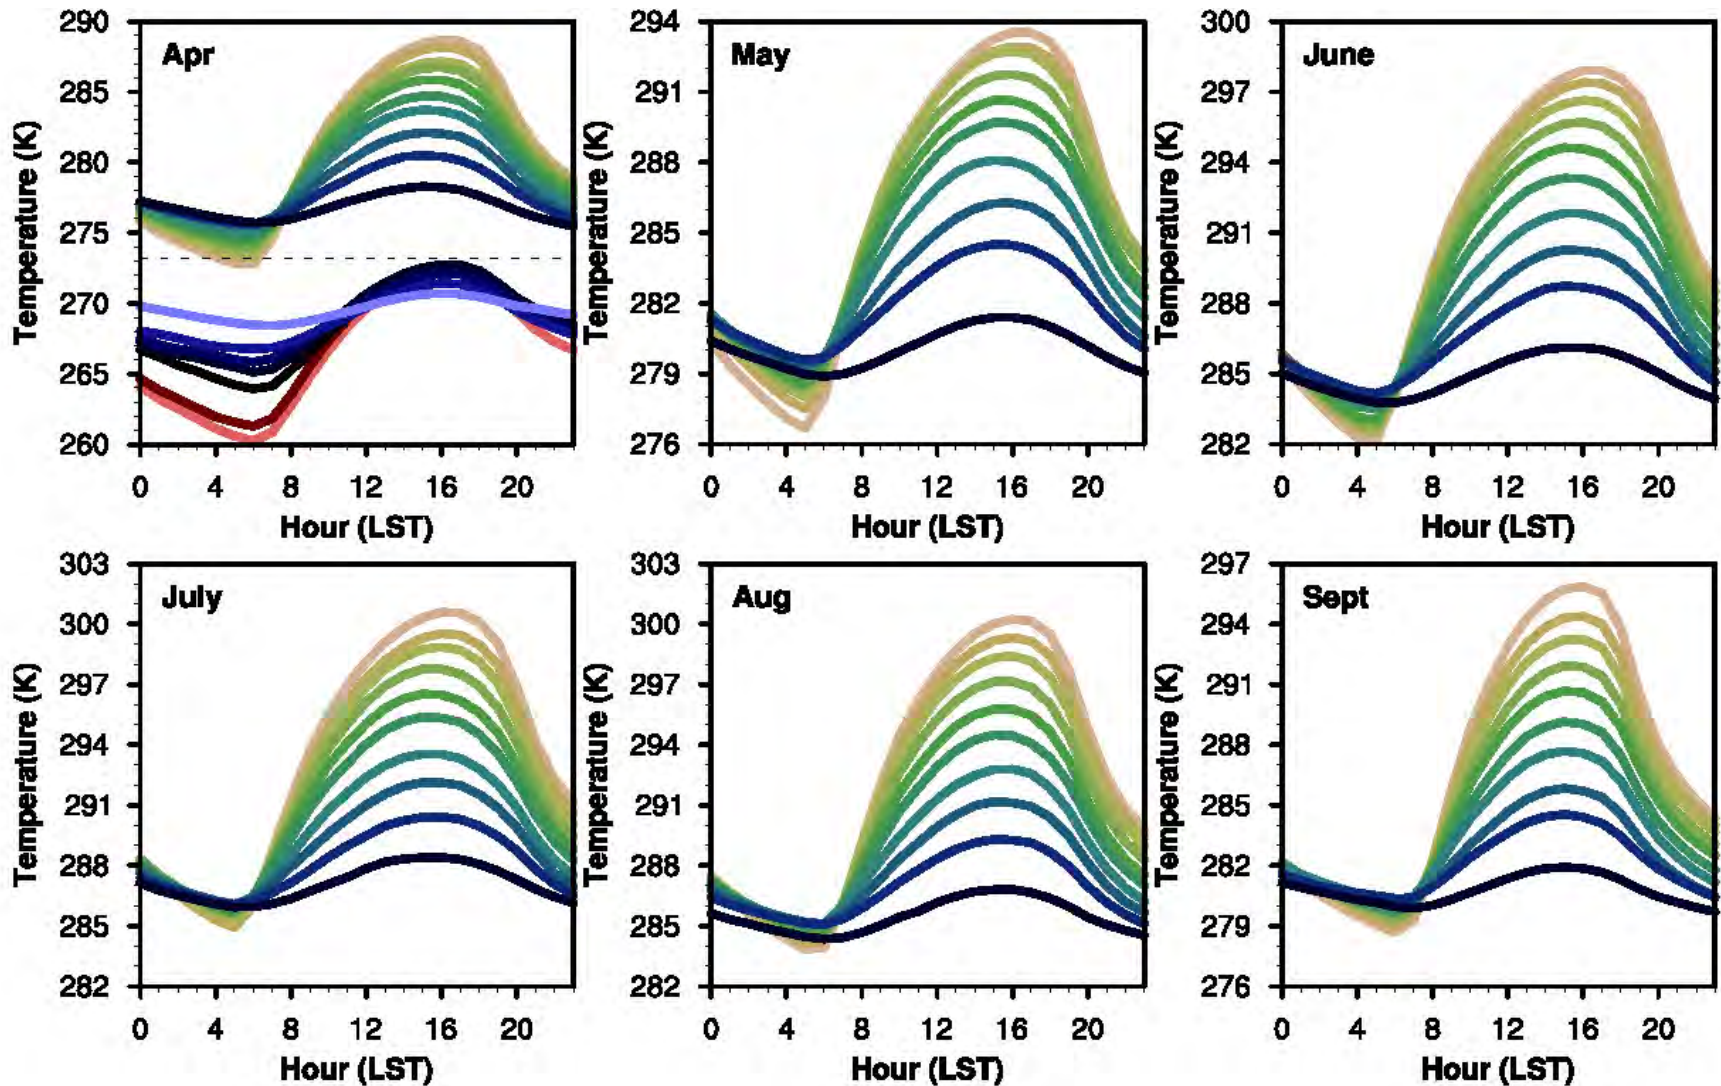 Apr
May
June
290
285
280
275
270
265
260
Temperature (K)
0 4 8 12 16 20
Hour (LST)
294
291
288
285
282
279
276
Temperature (K)
0 4 8 12 16 20
Hour (LST)
300
297
294
291
288
285
282
Temperature (K)
0 4 8 12 16 20
Hour (LST)
July
Aug
Sept
303
300
297
294
291
288
285
282
Temperature (K)
0 4 8 12 16 20
Hour (LST)
303
300
297
294
291
288
285
282
Temperature (K)
0 4 8 12 16 20
Hour (LST)
297
294
291
288
285
282
279
276
Temperature (K)
0 4 8 12 16 20
Hour (LST)